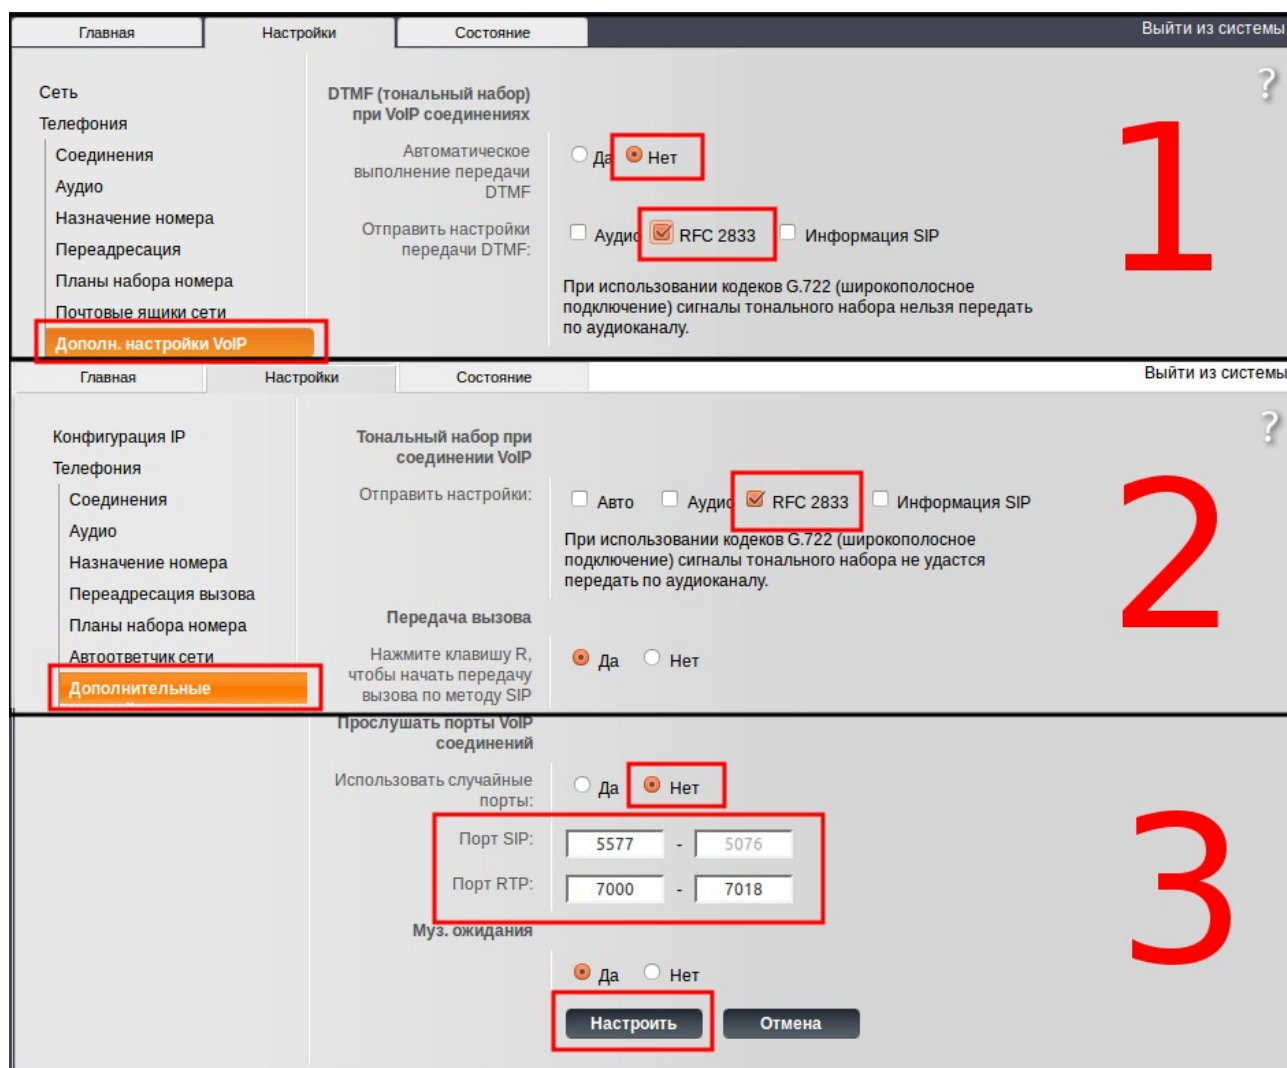 Главная
Настройки
Состояние
Выйти из системы
?
Сеть
Телефония
Соединения
Аудио
Назначение номера
Переадресация
Планы набора номера
Почтовые ящики сети
Дополн. настройки VoIP
DTMF (тональный набор)
при VoIP соединениях
Автоматическое
выполнение передачи
DTMF
Да
Нет
Отправить настройки
передачи DTMF:
Аудио
RFC 2833
Информация SIP
При использовании кодеков G.722 (широкополосное
подключение) сигналы тонального набора нельзя передать
по аудиоканалу.
1
Главная
Настройки
Состояние
Выйти из системы
?
Конфигурация IP
Телефония
Соединения
Аудио
Назначение номера
Переадресация вызова
Планы набора номера
Автоответчик сети
Дополнительные
Тональный набор при
соединении VoIP
Отправить настройки:
Авто
Аудио
RFC 2833
Информация SIP
При использовании кодеков G.722 (широкополосное
подключение) сигналы тонального набора не удастся
передать по аудиоканалу.
Передача вызова
Нажмите клавишу R,
чтобы начать передачу
вызова по методу SIP
Да
Нет
2
Прослушать порты VoIP
соединений
Использовать случайные
порты:
Да
Нет
Порт SIP:
5577 - 5076
Порт RTP:
7000 - 7018
Муз. ожидания
Да
Нет
Настроить
Отмена
3